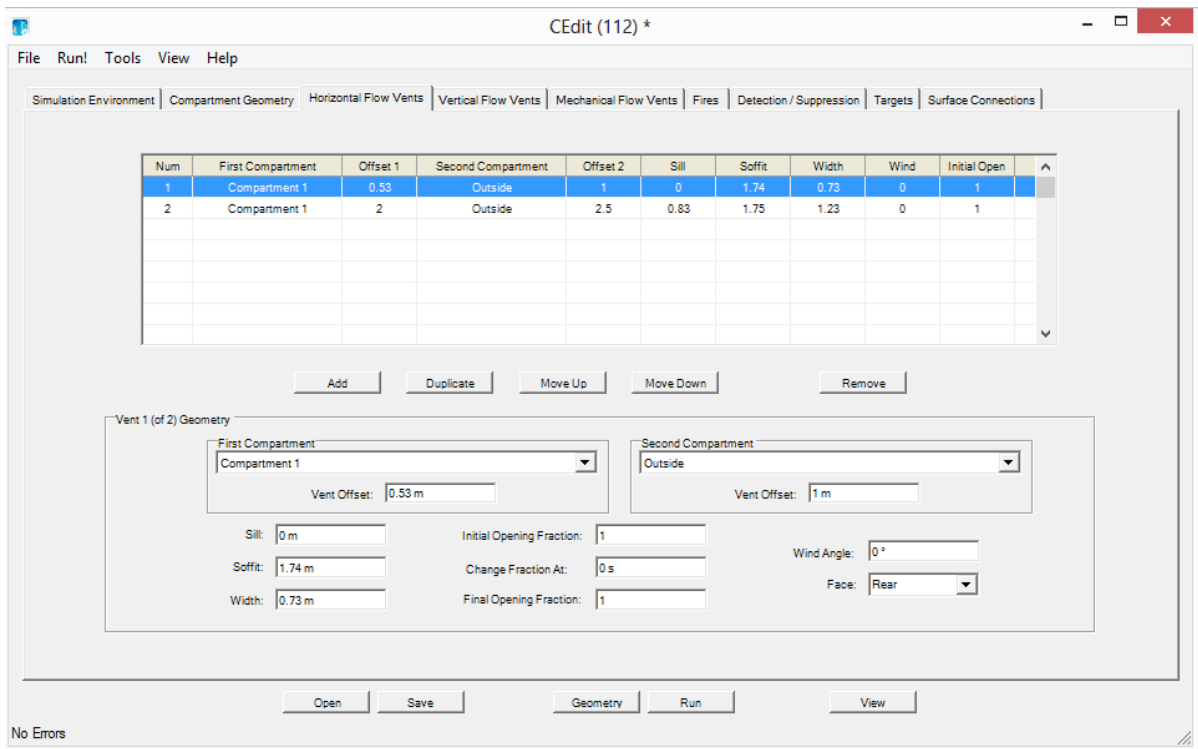 CEdit (112) *
File Run! Tools View Help
Simulation Environment Compartment Geometry Horizontal Flow Vents Vertical Flow Vents Mechanical Flow Vents Fires Detection / Suppression Targets Surface Connections
Num First Compartment Offset 1 Second Compartment Offset 2 Sill Soffit Width Wind Initial Open
1 Compartment 1 0.53 Outside 1 0 1.74 0.73 0 1
2 Compartment 1 2 Outside 2.5 0.83 1.75 1.23 0 1
Add Duplicate Move Up Move Down Remove
Vent 1 (of 2) Geometry
First Compartment Second Compartment
Compartment 1 Outside
Vent Offset: 0.53 m Vent Offset: 1 m
Sill: 0 m Initial Opening Fraction: 1
Wind Angle: 0 °
Soffit: 1.74 m Change Fraction At: 0 s
Face: Rear
Width: 0.73 m Final Opening Fraction: 1
Open Save Geometry Run View
No Errors